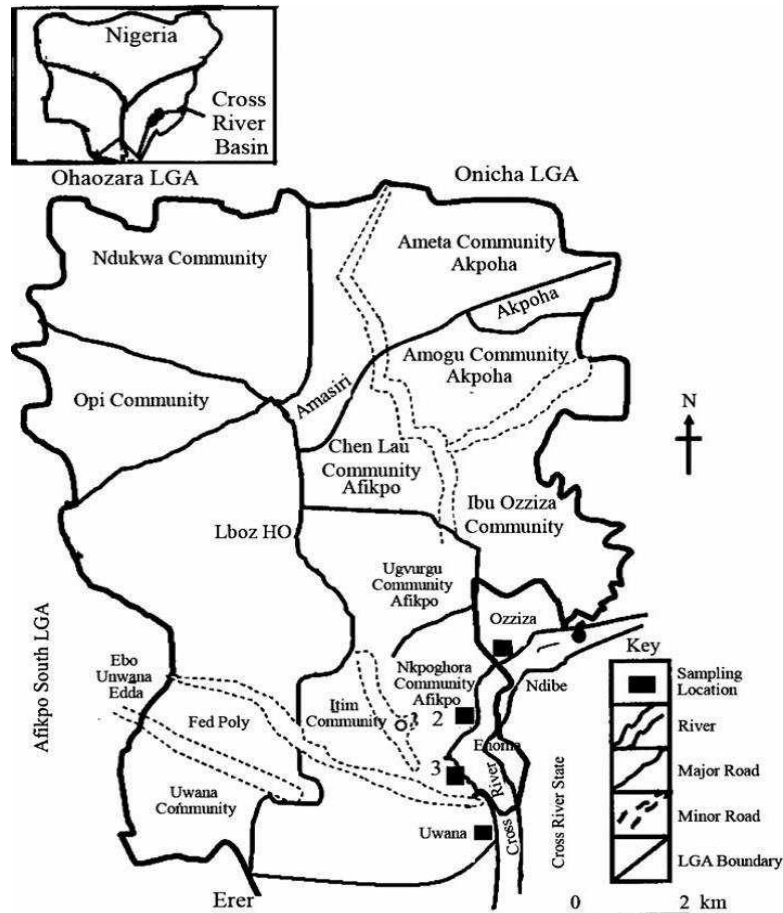 Nigeria
Cross
River
Basin
Ohaozara LGA
Onicha LGA
Ndukwa Community
Ameta Community
Akpoha
Akpoha
Amogu Community
Akpoha
Opi Community
Amasiri
N
Chen Lau
Community
Afikpo
Ibu Ozziza
Community
Lboz HO
Ugvurgu
Community
Afikpo
Ozziza
Key
Ebo
Unwana
Edda
Afikpo South LGA
Nkpoghora
Community
Afikpo
Ndibe
Sampling
Location
Fed Poly
Itim
Community
2
Enoma
River
3
Major Road
Uwana
Community
Cross River
Cross River State
Minor Road
Uwana
LGA Boundary
Erer
0 2 km